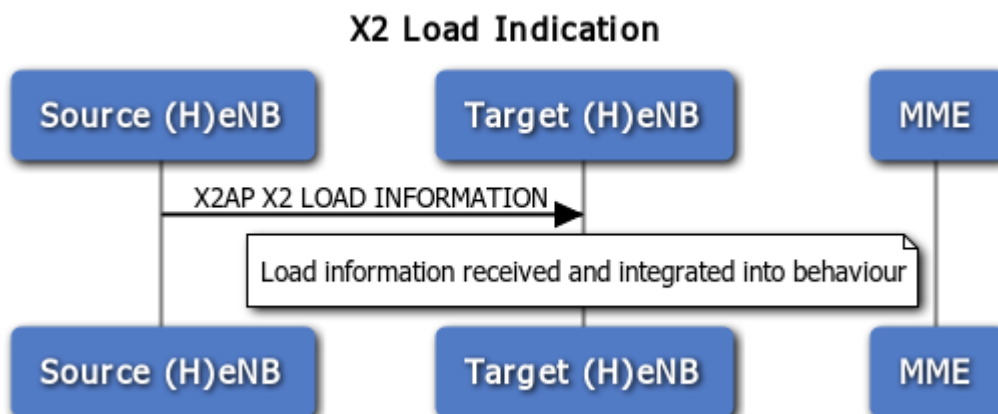 X2 Load Indication
Source (H)eNB
Target (H)eNB
MME
X2AP X2 LOAD INFORMATION
Load information received and integrated into behaviour
Source (H)eNB
Target (H)eNB
MME